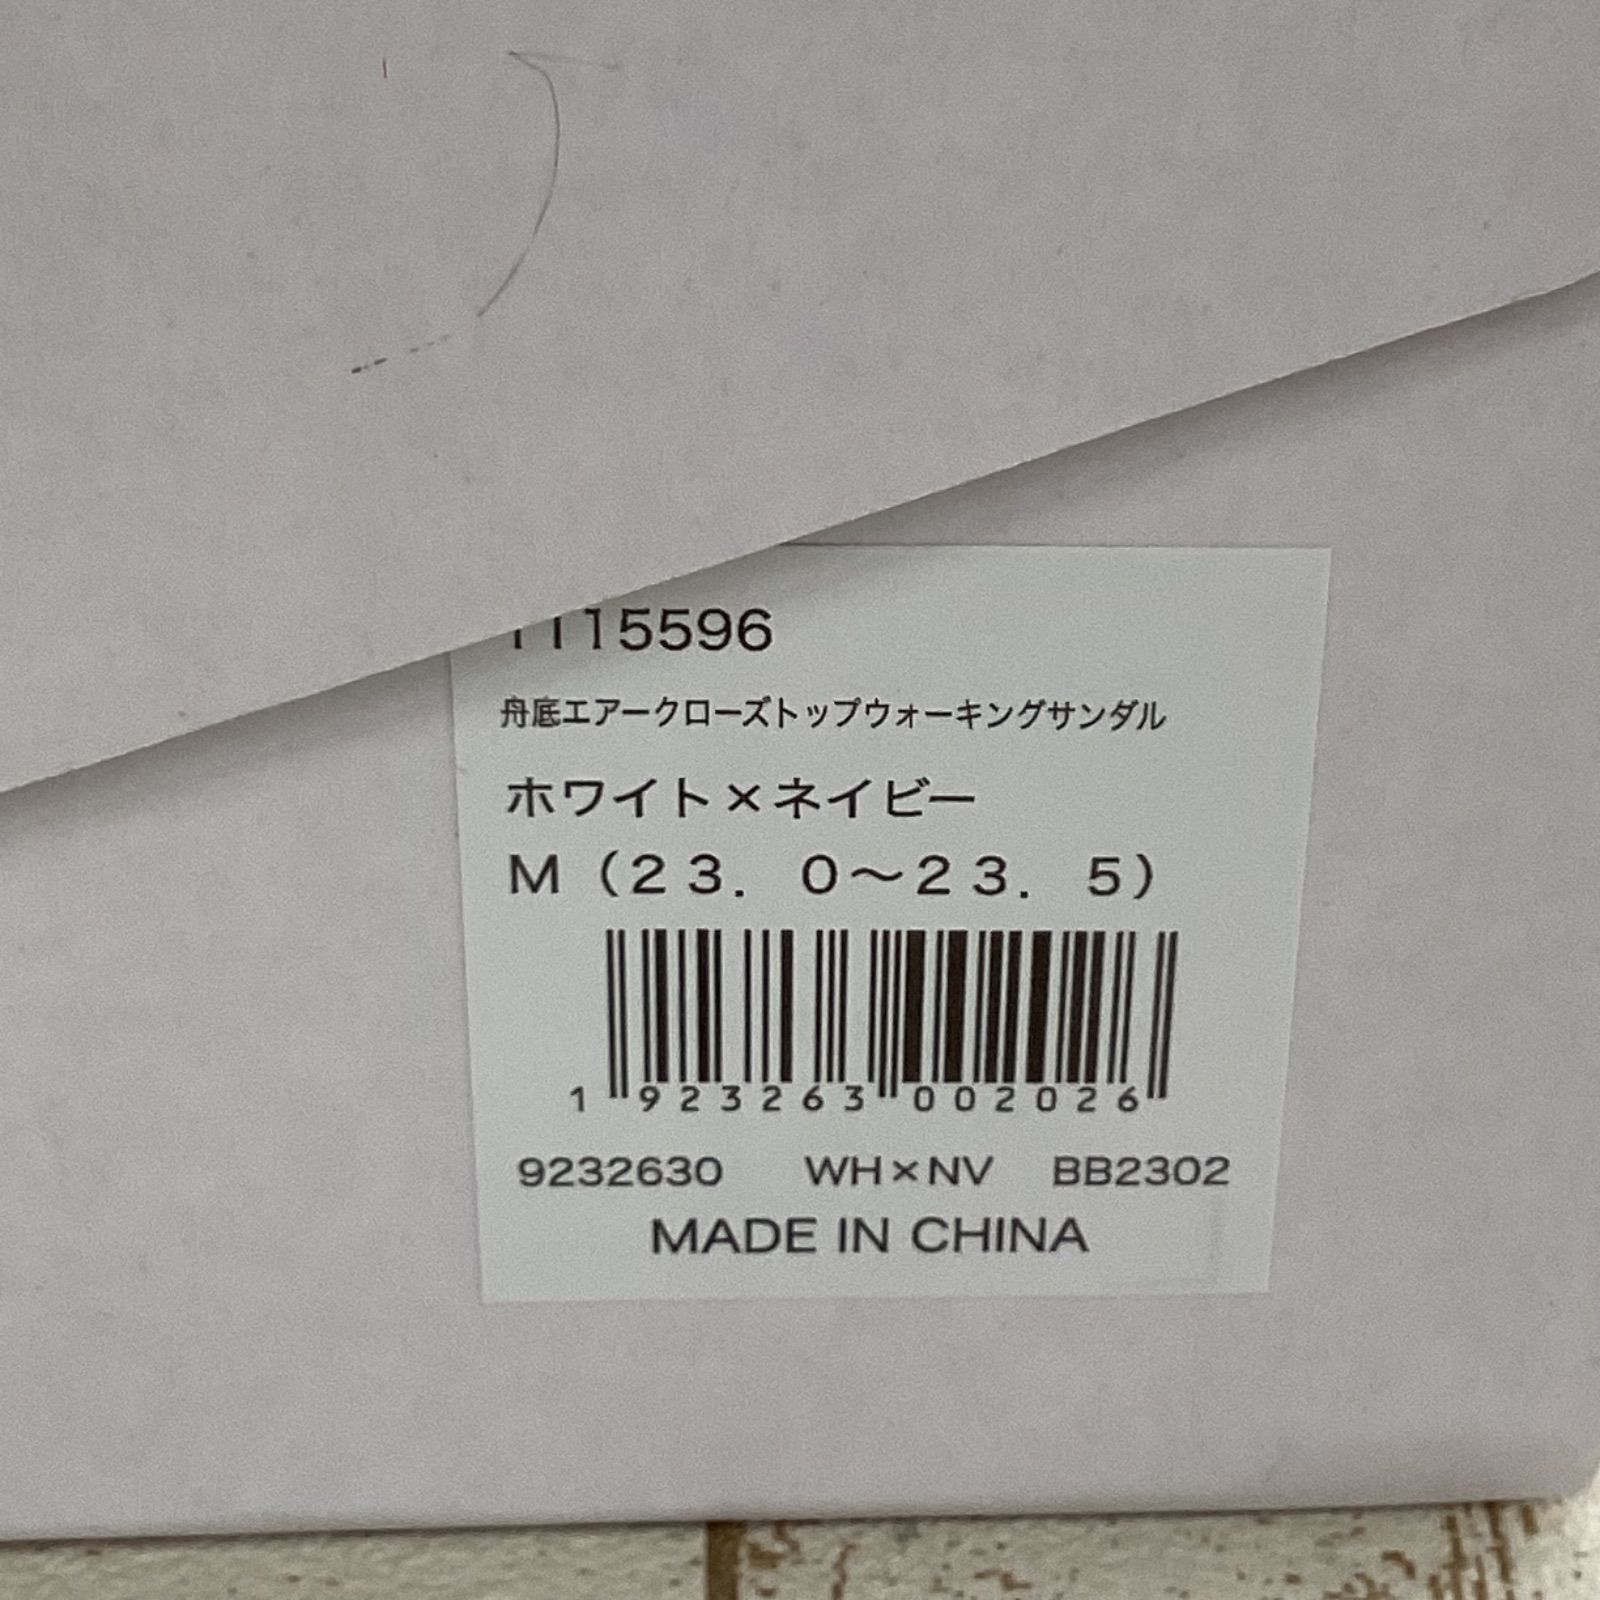 1115596
舟底エアークローズトップウォーキングサンダル
ホワイト×ネイビー
M（23．0～23．5）
1 923263 002026
9232630 WH×NV BB2302
MADE IN CHINA